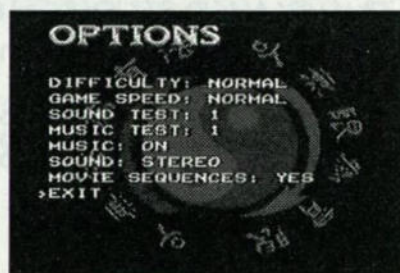 OPTIONS
DIFFICULTY: NORMAL
GAME SPEED: NORMAL
SOUND TEST: 1
MUSIC TEST: 1
MUSIC: ON
SOUND: STEREO
MOVIE SEQUENCES: YES
>EXIT